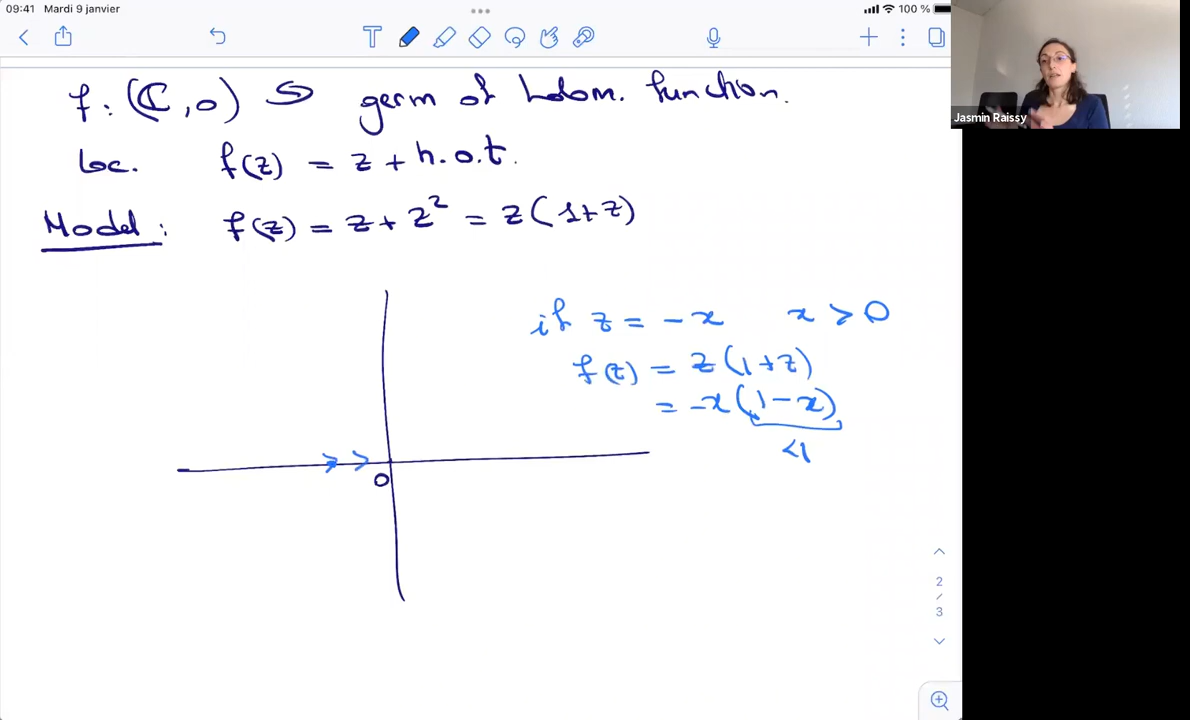 09:41 Mardi 9 janvier
100 %
T
Jasmin Raissy
f : (ℂ, 0) ↺ germ of holom. function.
loc. f(z) = z + h.o.t.
Model : f(z) = z + z² = z(1+z)
if z = -x x > 0
f(z) = z(1+z)
= -x(1-x)
<1
0
2
/
3